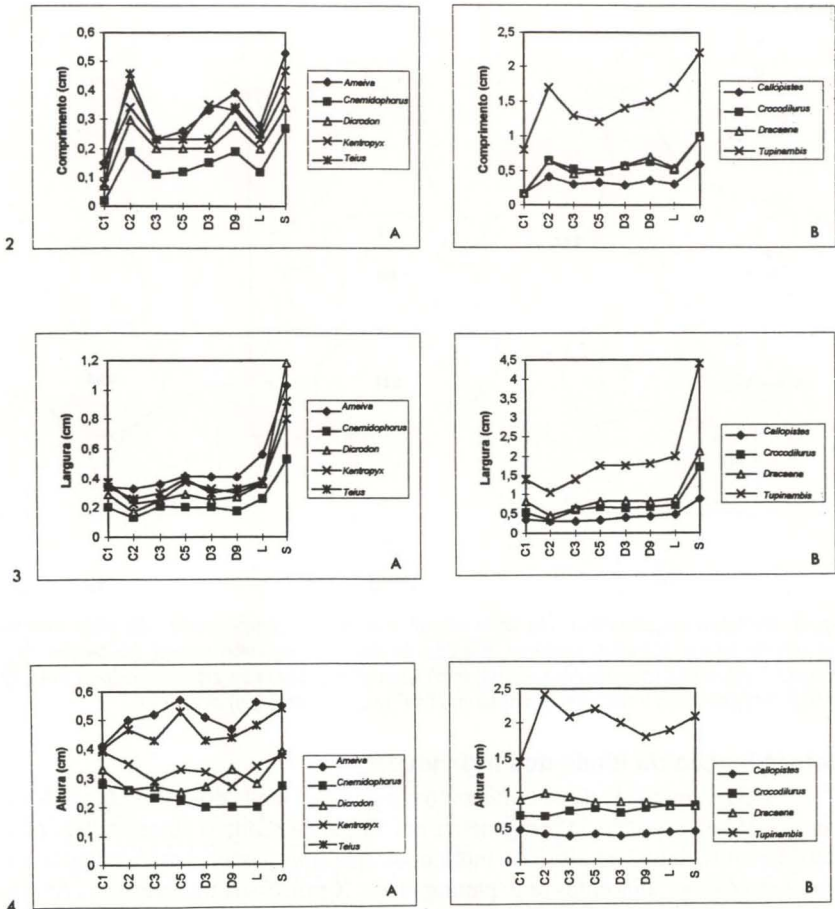 2
Comprimento (cm)
0,6
0,5
0,4
0,3
0,2
0,1
0
C1 C2 C3 C5 D3 D9 L S
Ameiva
Cnemidophorus
Dicrodon
Kentropyx
Teius
A
Comprimento (cm)
2,5
2
1,5
1
0,5
0
C1 C2 C3 C5 D3 D9 L S
Callopistes
Crocodilurus
Dracaena
Tupinambis
B
3
Largura (cm)
1,2
1
0,8
0,6
0,4
0,2
0
C1 C2 C3 C5 D3 D9 L S
Ameiva
Cnemidophorus
Dicrodon
Kentropyx
Teius
A
Largura (cm)
4,5
4
3,5
3
2,5
2
1,5
1
0,5
0
C1 C2 C3 C5 D3 D9 L S
Callopistes
Crocodilurus
Dracaena
Tupinambis
B
4
Altura (cm)
0,6
0,5
0,4
0,3
0,2
0,1
0
C1 C2 C3 C5 D3 D9 L S
Ameiva
Cnemidophorus
Dicrodon
Kentropyx
Teius
A
Altura (cm)
2,5
2
1,5
1
0,5
0
C1 C2 C3 C5 D3 D9 L S
Callopistes
Crocodilurus
Dracaena
Tupinambis
B